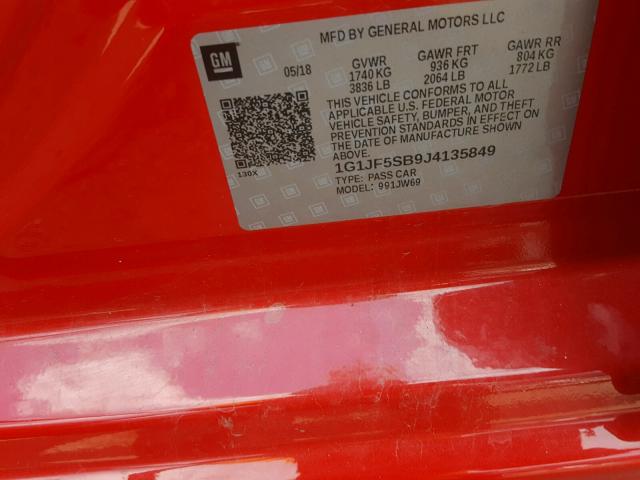 MFD BY GENERAL MOTORS LLC
GM
05/18
GVWR GAWR FRT GAWR RR
1740 KG 936 KG 804 KG
3836 LB 2064 LB 1772 LB
THIS VEHICLE CONFORMS TO ALL
APPLICABLE U.S. FEDERAL MOTOR
VEHICLE SAFETY, BUMPER, AND THEFT
PREVENTION STANDARDS IN EFFECT ON
THE DATE OF MANUFACTURE SHOWN
ABOVE.
130X
1G1JF5SB9J4135849
TYPE: PASS CAR
MODEL: 991JW69